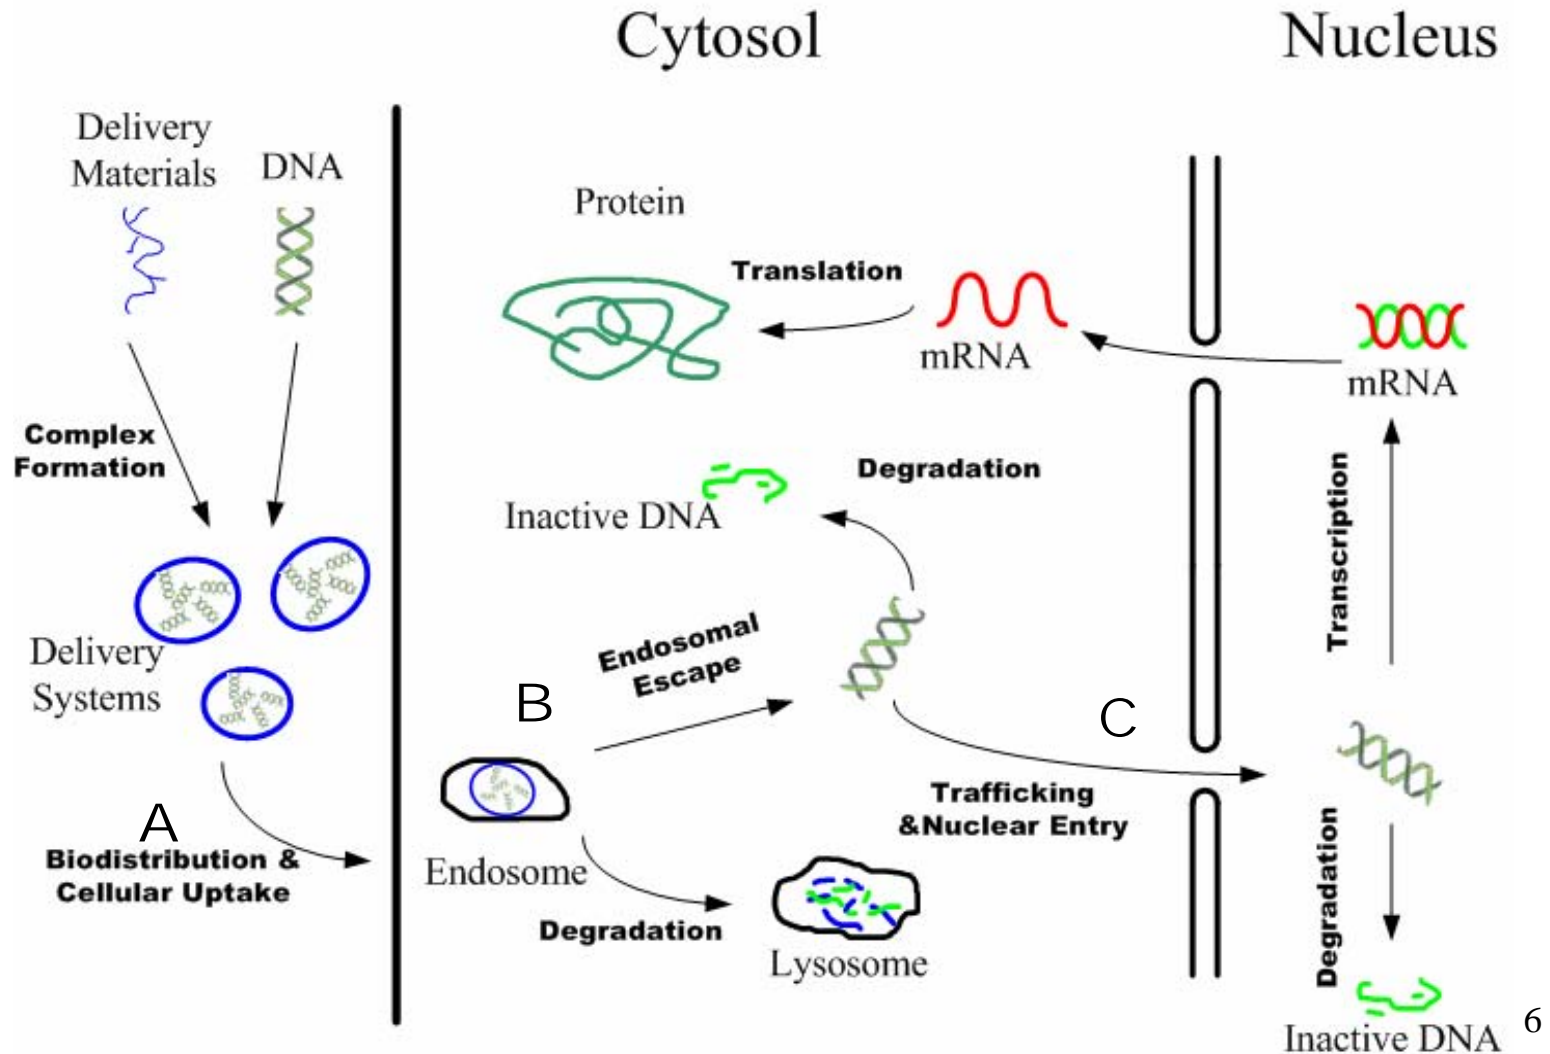 Cytosol
Nucleus
Delivery
Materials
DNA
Protein
Translation
mRNA
mRNA
Complex
Formation
Degradation
Inactive DNA
Transcription
Delivery
Systems
Endosomal
Escape
B
C
A
Trafficking
&Nuclear Entry
Biodistribution &
Cellular Uptake
Endosome
Degradation
Lysosome
Degradation
Inactive DNA
6